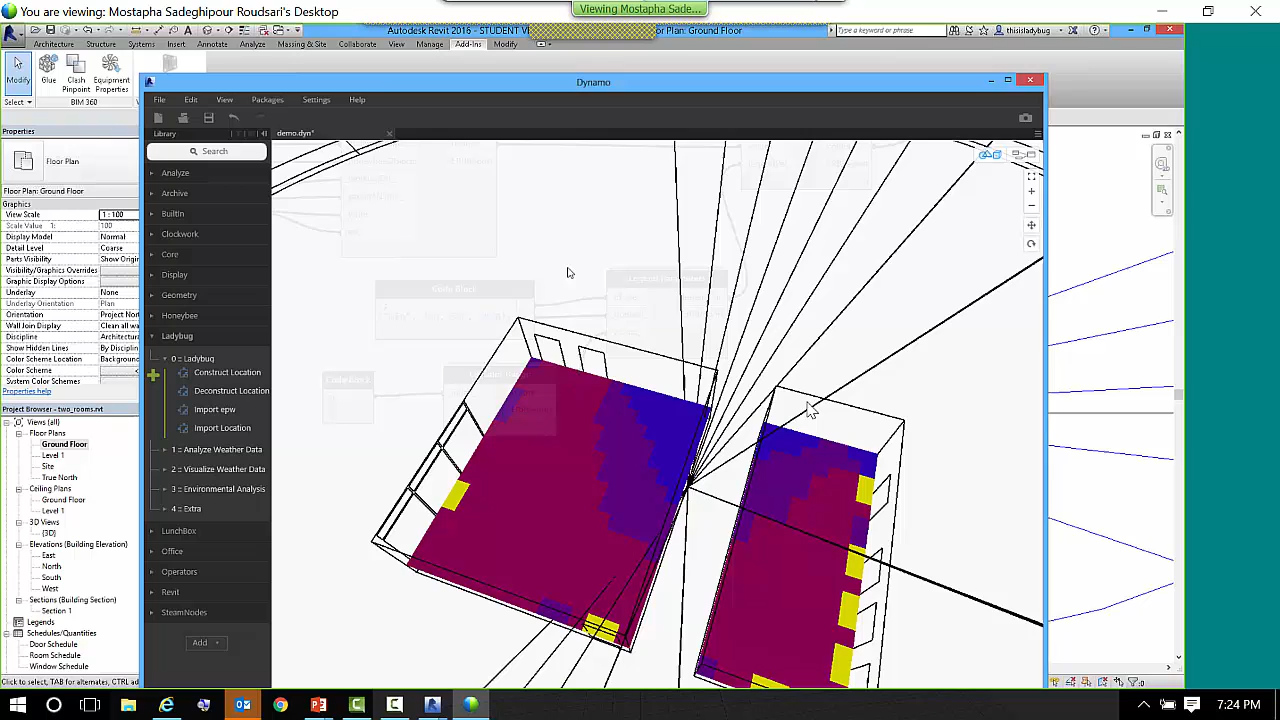 You are viewing: Mostapha Sadeghipour Roudsari's Desktop
Viewing Mostapha Sade...
Autodesk Revit 2016 - STUDENT VE
or Plan: Ground Floor
Type a keyword or phrase
thisisladybug
Architecture Structure Systems Insert Annotate Analyze Massing & Site Collaborate View Manage Add-Ins Modify
Modify
Glue
Clash Pinpoint
Equipment Properties
Select
BIM 360
Dynamo
File Edit View Packages Settings Help
Library
demo.dyn*
Search
Analyze
Archive
BuiltIn
Clockwork
Core
Display
Geometry
Honeybee
Ladybug
0 :: Ladybug
Construct Location
Deconstruct Location
Import epw
Import Location
1 :: Analyze Weather Data
2 :: Visualize Weather Data
3 :: Environmental Analysis
4 :: Extra
LunchBox
Office
Operators
Revit
SteamNodes
Add
Code Block
Properties
Floor Plan
Floor Plan: Ground Floor
Graphics
View Scale 1 : 100
Scale Value 1: 100
Display Model Normal
Detail Level Coarse
Parts Visibility Show Origin
Visibility/Graphics Overrides
Graphic Display Options
Underlay None
Underlay Orientation Plan
Orientation Project Nort
Wall Join Display Clean all w
Discipline Architectura
Show Hidden Lines By Disciplin
Color Scheme Location Background
Color Scheme
System Color Schemes
Properties help
Project Browser - two_rooms.rvt
Views (all)
Floor Plans
Ground Floor
Level 1
Site
True North
Ceiling Plans
Ground Floor
Level 1
3D Views
{3D}
Elevations (Building Elevation)
East
North
South
West
Sections (Building Section)
Section 1
Legends
Schedules/Quantities
Door Schedule
Room Schedule
Window Schedule
Click to select, TAB for alternates, CTRL add
:0
7:24 PM